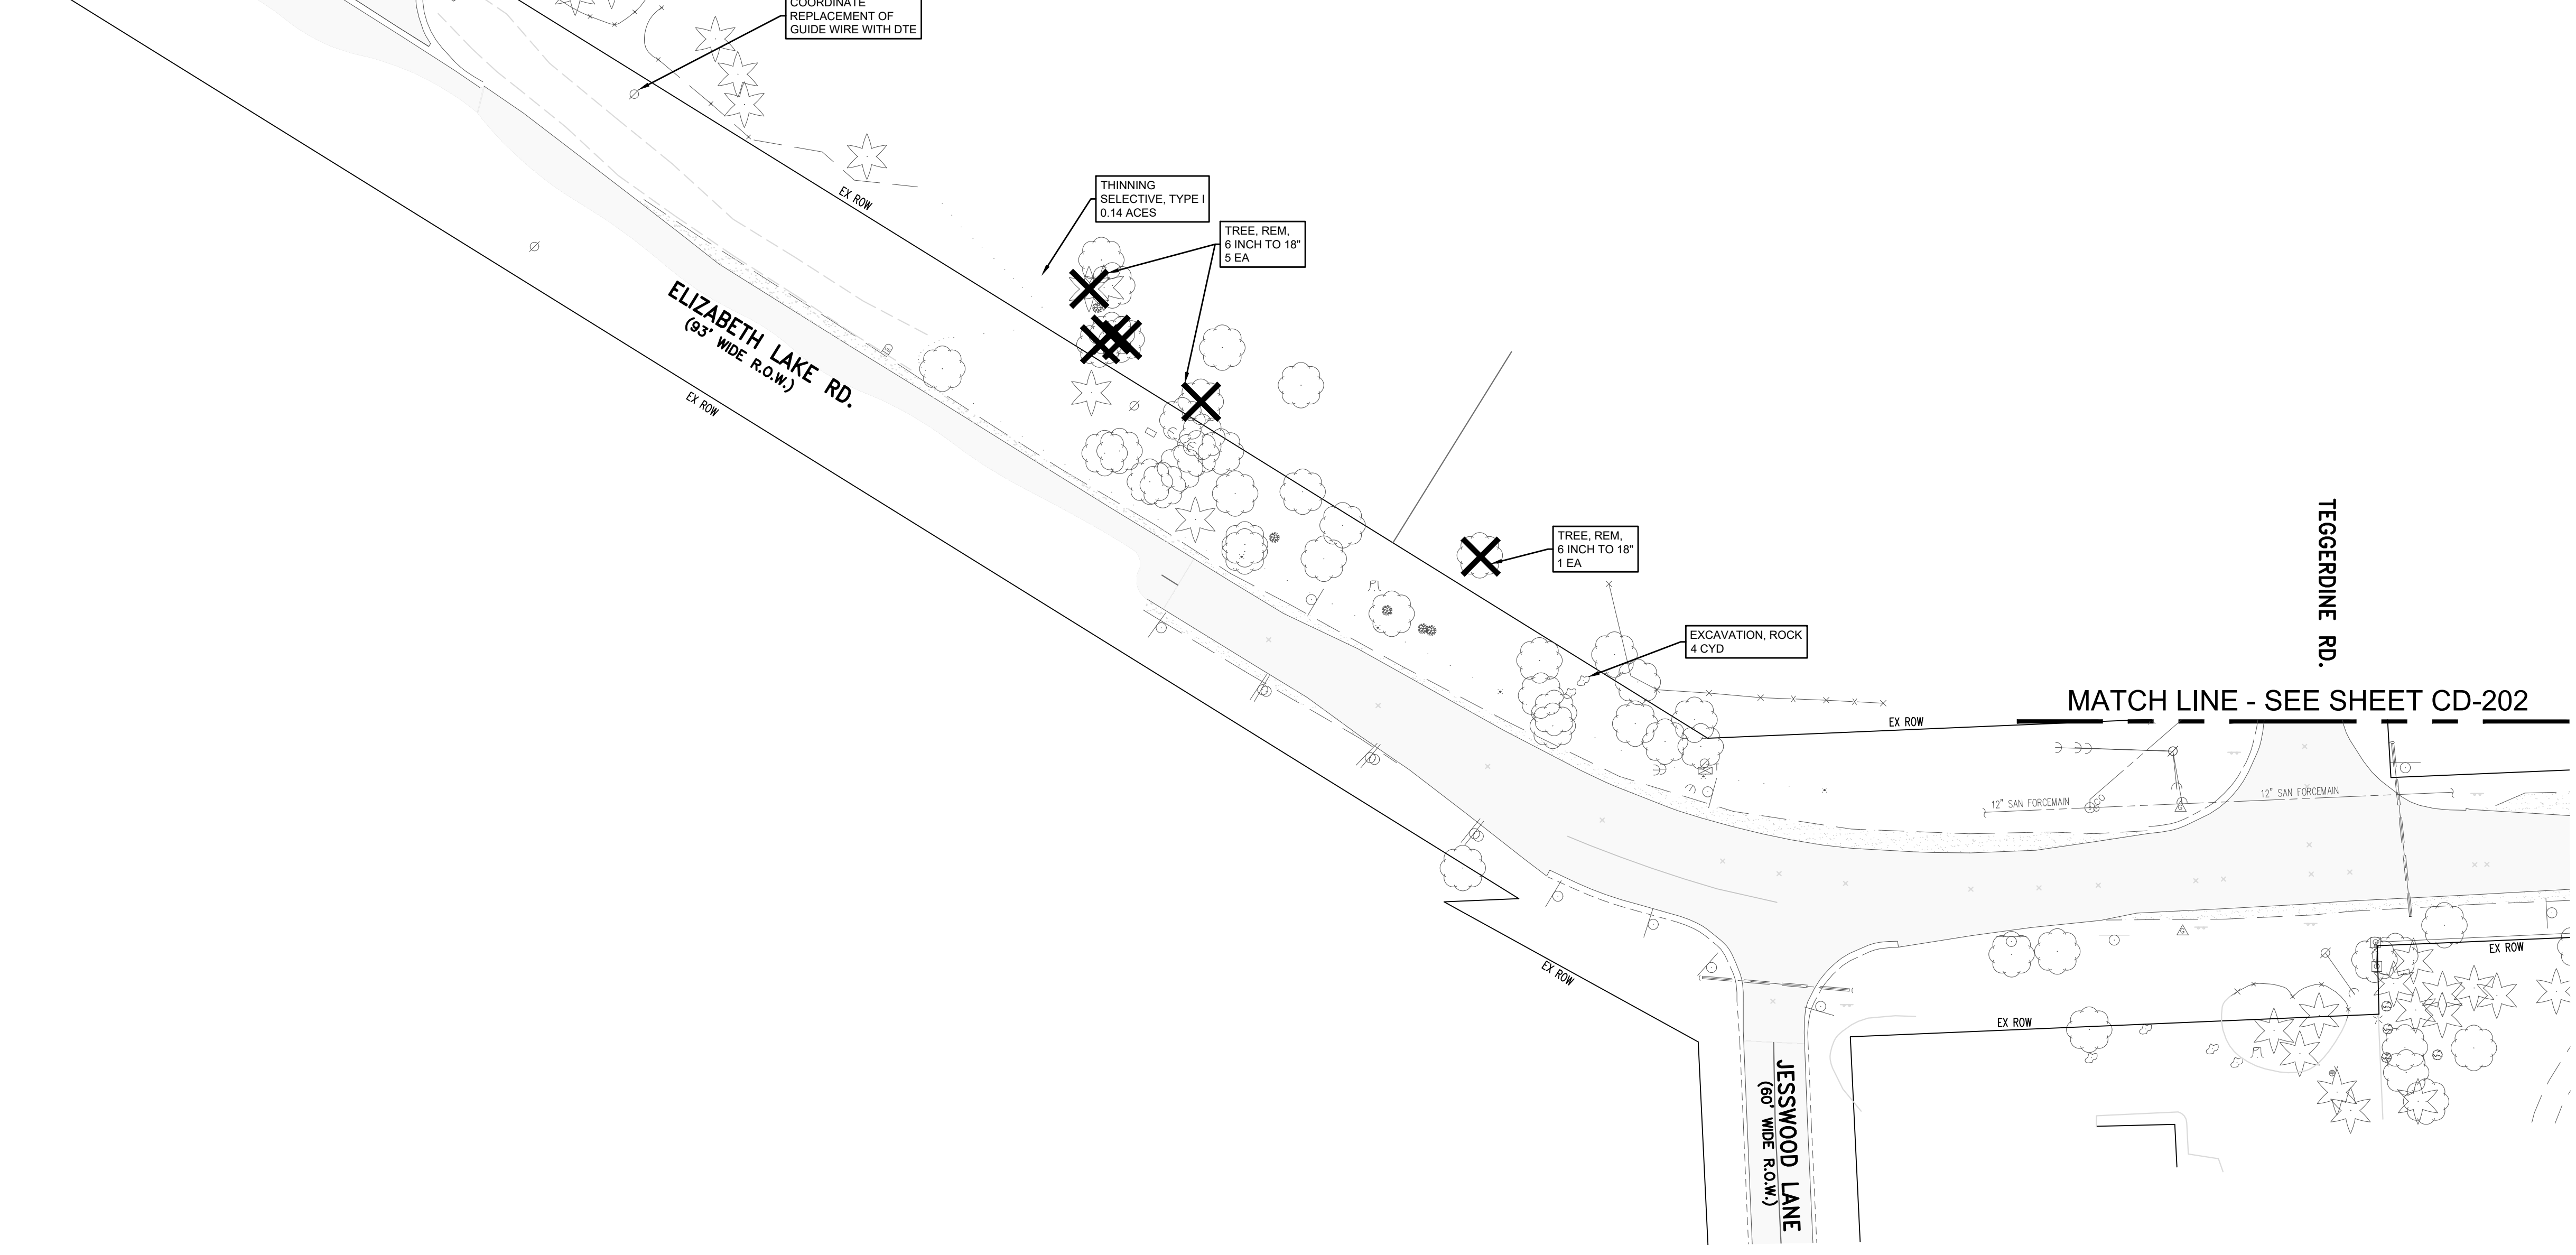 COORDINATE
REPLACEMENT OF
GUIDE WIRE WITH DTE
EX ROW
THINNING
SELECTIVE, TYPE I
0.14 ACES
TREE, REM,
6 INCH TO 18"
5 EA
ELIZABETH LAKE RD.
(93' WIDE R.O.W.)
EX ROW
TREE, REM,
6 INCH TO 18"
1 EA
EXCAVATION, ROCK
4 CYD
TEGGERDINE RD.
MATCH LINE - SEE SHEET CD-202
EX ROW
12" SAN FORCEMAIN
CO
12" SAN FORCEMAIN
EX ROW
EX ROW
EX ROW
JESSWOOD LANE
(60' WIDE R.O.W.)